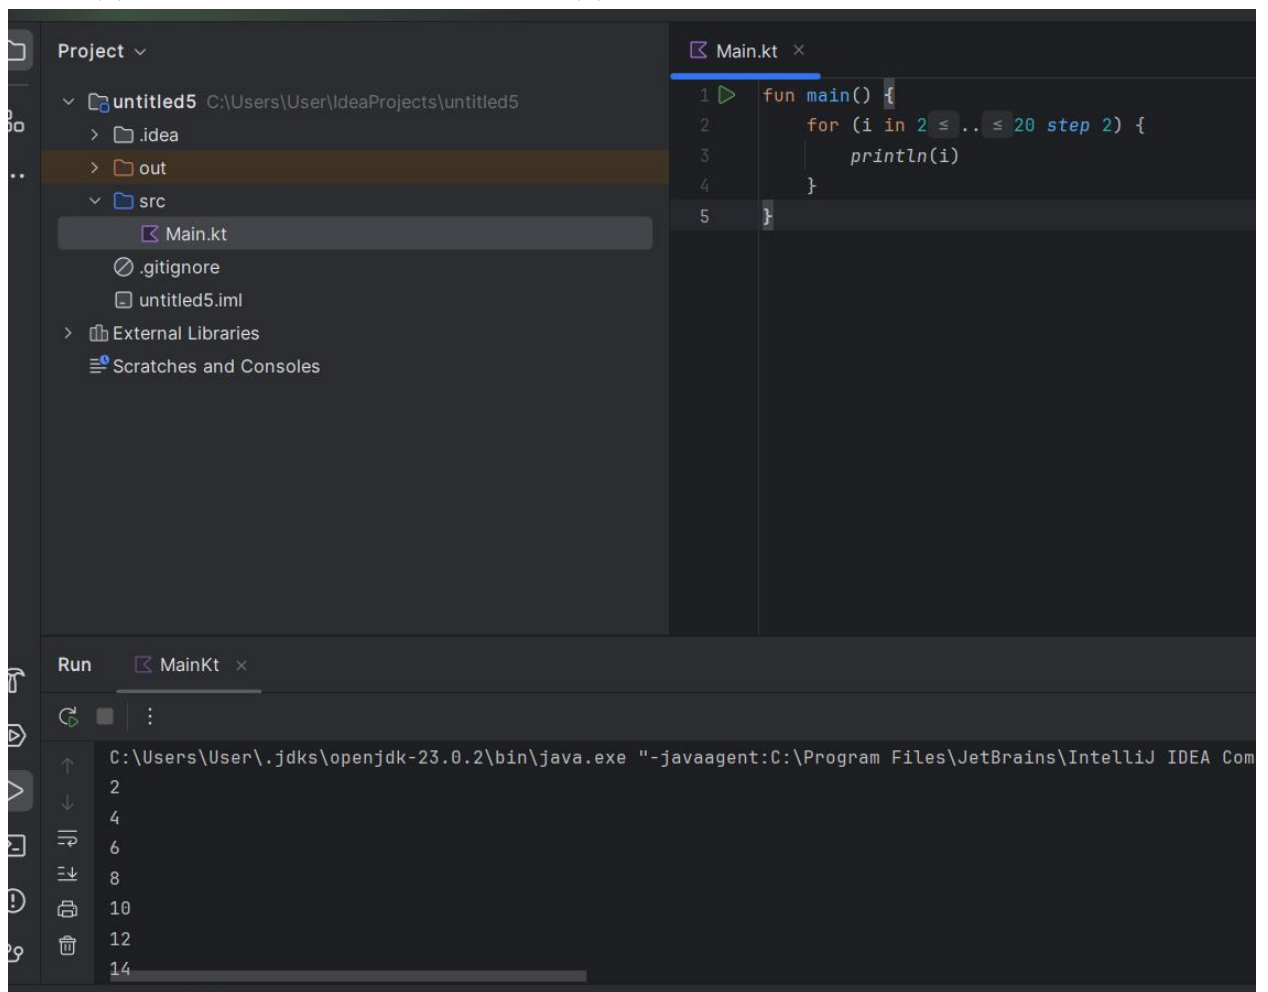 Project
untitled5 C:\Users\User\IdeaProjects\untitled5
.idea
out
src
Main.kt
.gitignore
untitled5.iml
External Libraries
Scratches and Consoles
Main.kt
1 fun main() {
2 for (i in 2 ≤ .. ≤ 20 step 2) {
3 println(i)
4 }
5 }
Run MainKt
C:\Users\User\.jdks\openjdk-23.0.2\bin\java.exe "-javaagent:C:\Program Files\JetBrains\IntelliJ IDEA Com
2
4
6
8
10
12
14